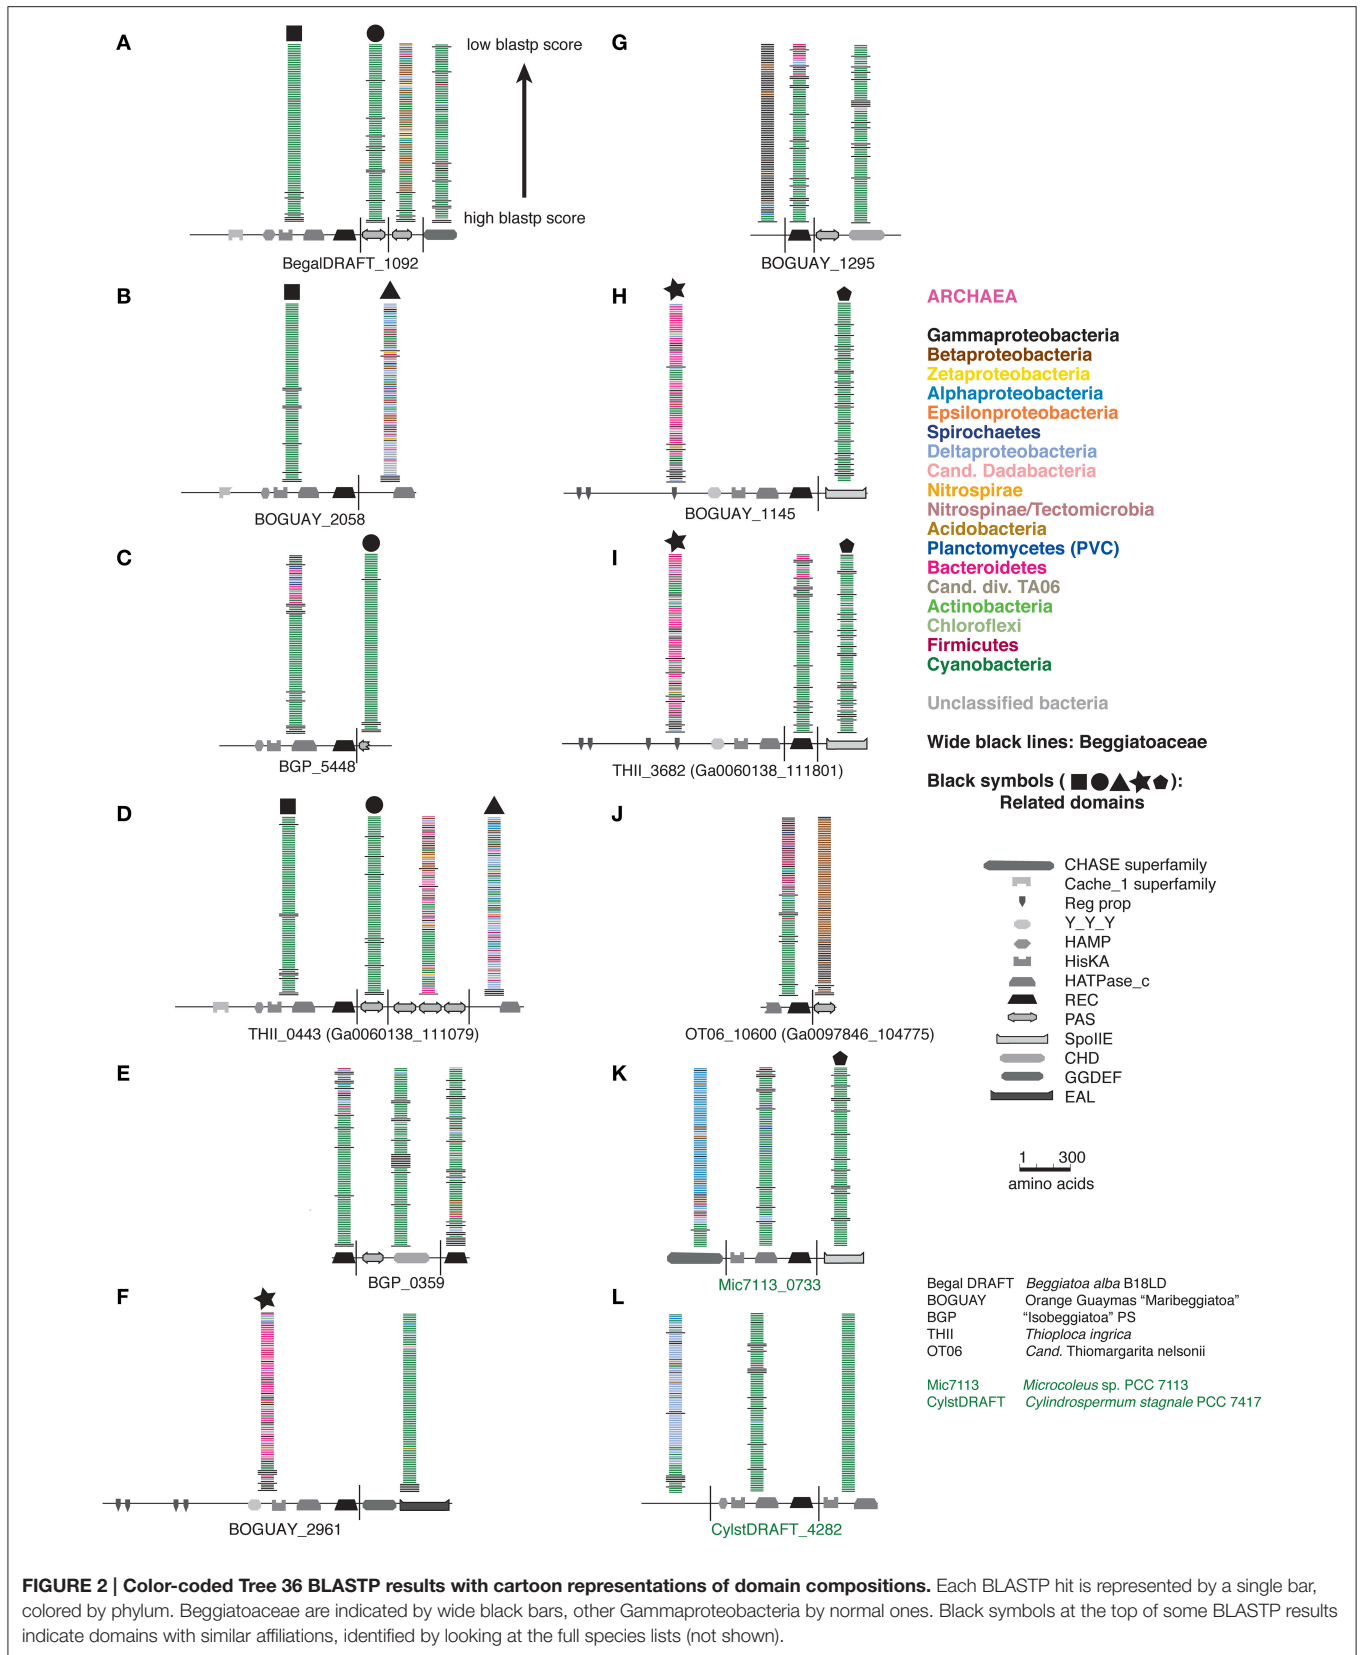 A
low blastp score
high blastp score
BegalDRAFT_1092
B
BOGUAY_2058
C
BGP_5448
D
THII_0443 (Ga0060138_111079)
E
BGP_0359
F
BOGUAY_2961
G
BOGUAY_1295
H
BOGUAY_1145
I
THII_3682 (Ga0060138_111801)
J
OT06_10600 (Ga0097846_104775)
K
Mic7113_0733
L
CylstDRAFT_4282
ARCHAEA
Gammaproteobacteria
Betaproteobacteria
Zetaproteobacteria
Alphaproteobacteria
Epsilonproteobacteria
Spirochaetes
Deltaproteobacteria
Cand. Dadabacteria
Nitrospirae
Nitrospinae/Tectomicrobia
Acidobacteria
Planctomycetes (PVC)
Bacteroidetes
Cand. div. TA06
Actinobacteria
Chloroflexi
Firmicutes
Cyanobacteria
Unclassified bacteria
Wide black lines: Beggiatoaceae
Black symbols ( ■●▲★⬟ ):
Related domains
CHASE superfamily
Cache_1 superfamily
Reg prop
Y_Y_Y
HAMP
HisKA
HATPase_c
REC
PAS
SpoIIE
CHD
GGDEF
EAL
1 300
amino acids
Begal DRAFT Beggiatoa alba B18LD
BOGUAY Orange Guaymas “Maribeggiatoa”
BGP “Isobeggiatoa” PS
THII Thioploca ingrica
OT06 Cand. Thiomargarita nelsonii
Mic7113 Microcoleus sp. PCC 7113
CylstDRAFT Cylindrospermum stagnale PCC 7417
FIGURE 2 | Color-coded Tree 36 BLASTP results with cartoon representations of domain compositions. Each BLASTP hit is represented by a single bar,
colored by phylum. Beggiatoaceae are indicated by wide black bars, other Gammaproteobacteria by normal ones. Black symbols at the top of some BLASTP results
indicate domains with similar affiliations, identified by looking at the full species lists (not shown).